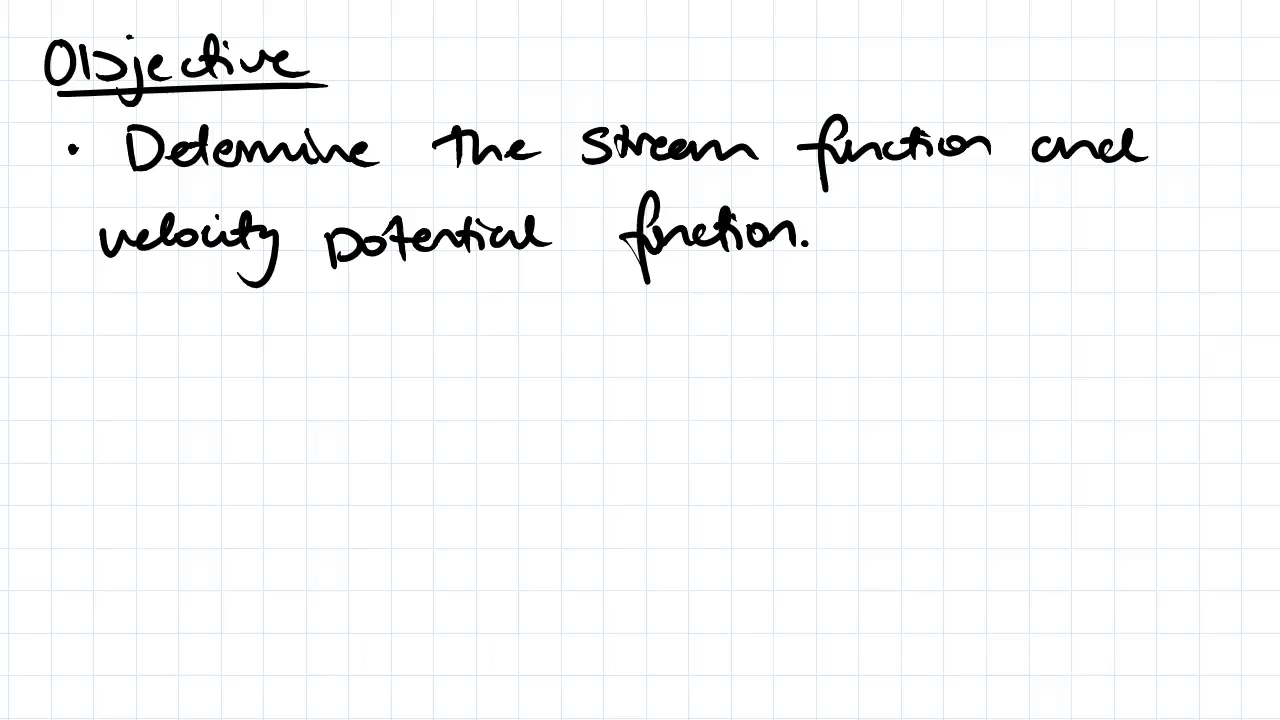 Objective
• Determine the stream function and
velocity potential function.